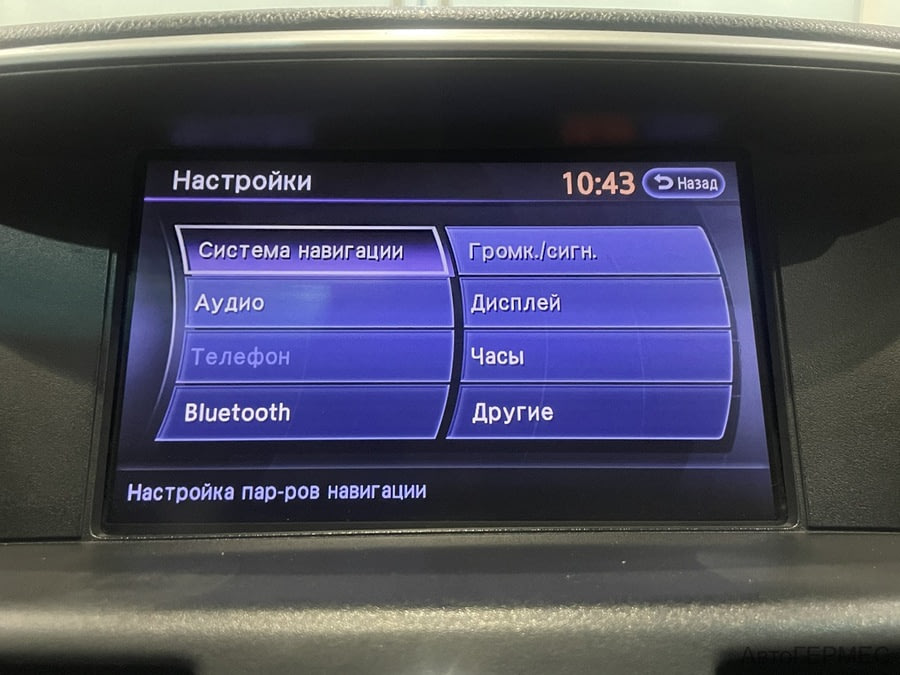 Настройки
10:43
Назад
Система навигации
Громк./сигн.
Аудио
Дисплей
Телефон
Часы
Bluetooth
Другие
Настройка пар-ров навигации
АвтоГЕРМЕС